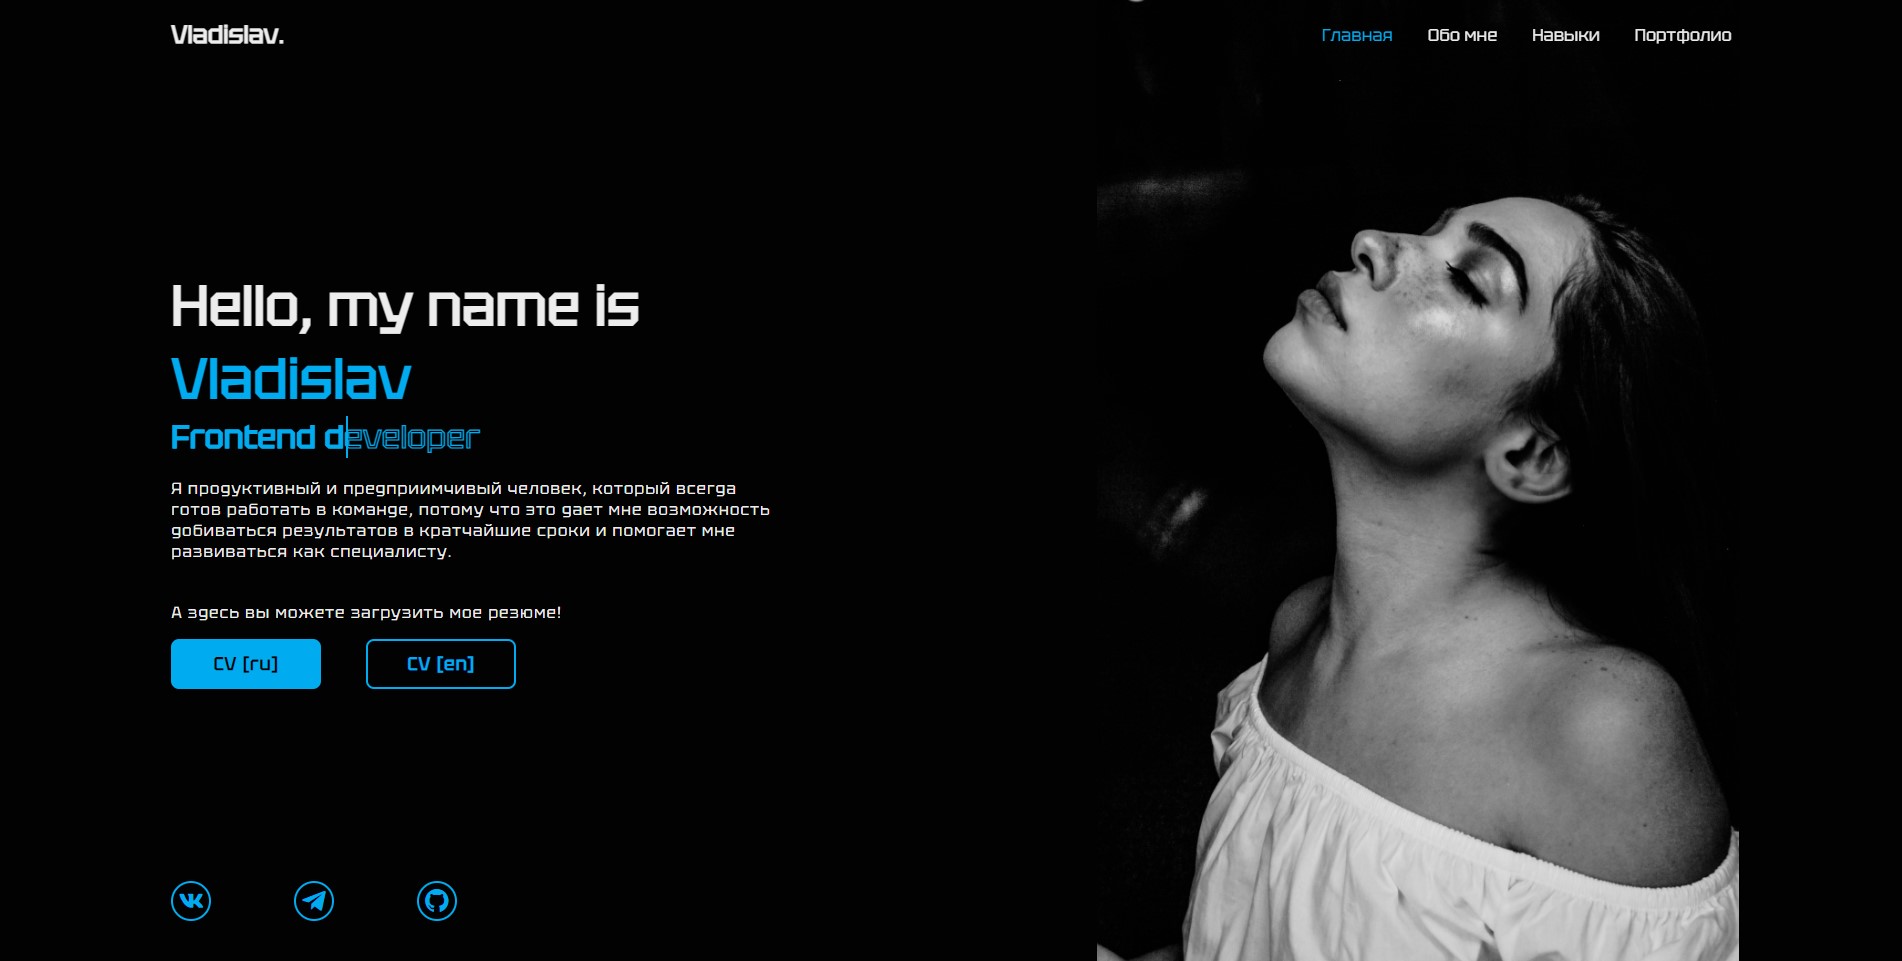 Vladislav.
Главная Обо мне Навыки Портфолио
Hello, my name is
Vladislav
Frontend developer
Я продуктивный и предприимчивый человек, который всегда
готов работать в команде, потому что это дает мне возможность
добиваться результатов в кратчайшие сроки и помогает мне
развиваться как специалисту.
А здесь вы можете загрузить мое резюме!
CV [ru] CV [en]